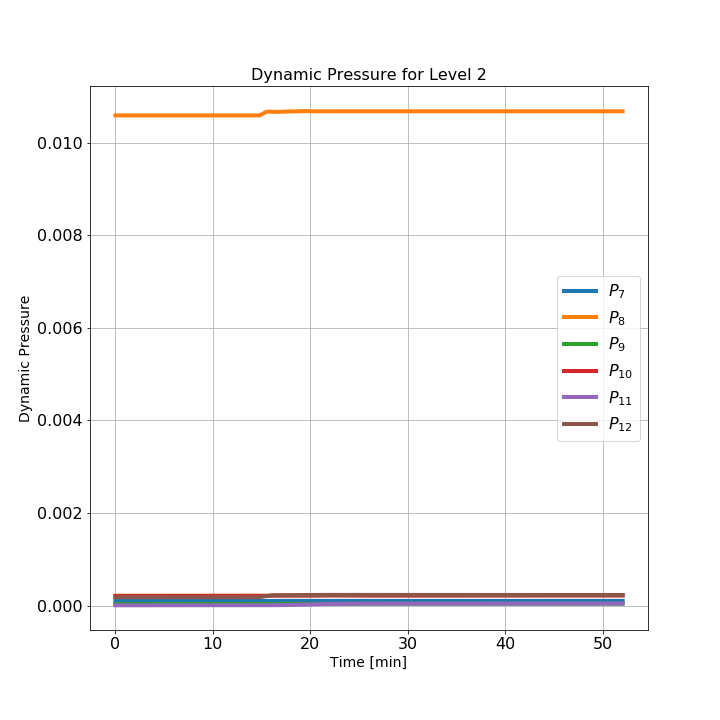 Dynamic Pressure for Level 2
0.010
0.008
0.006
0.004
0.002
0.000
Dynamic Pressure
P7
P8
P9
P10
P11
P12
0 10 20 30 40 50
Time [min]